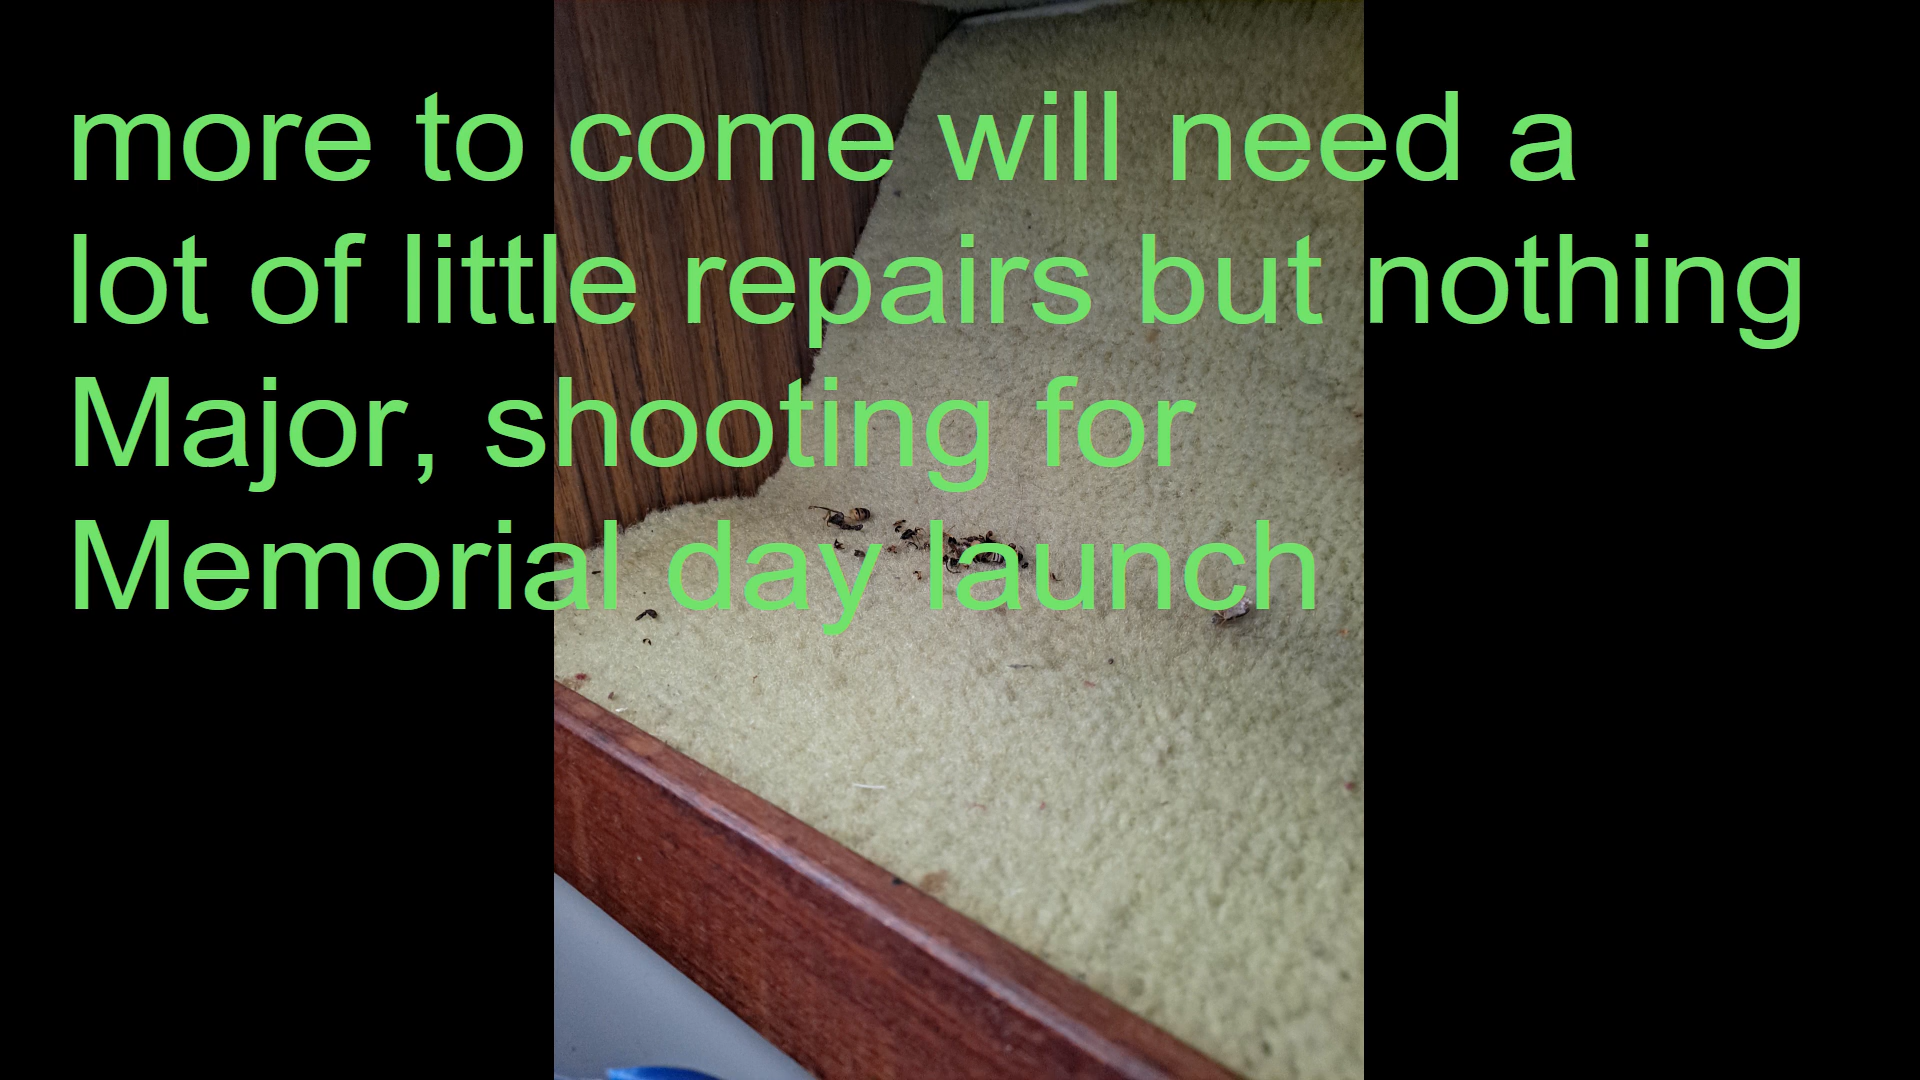 more to come will need a
lot of little repairs but nothing
Major, shooting for
Memorial day launch